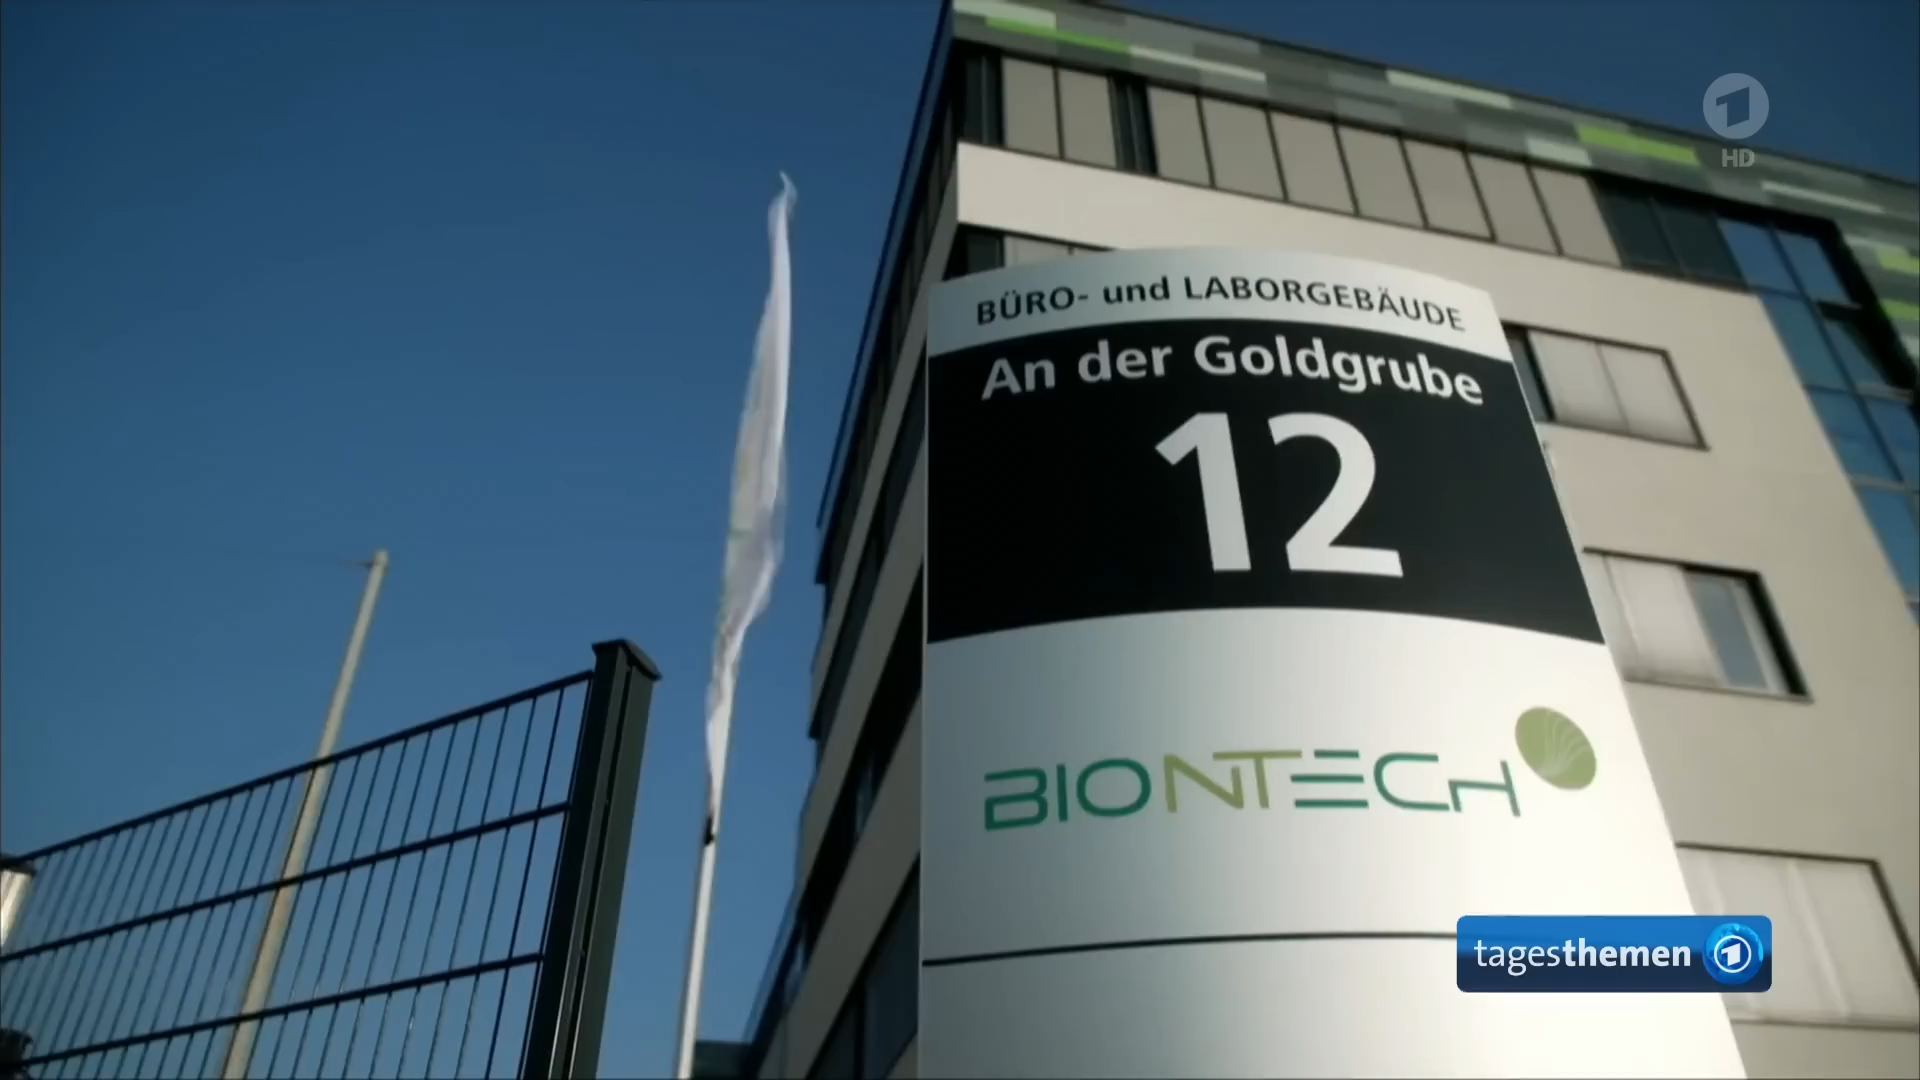 HD
BÜRO- und LABORGEBÄUDE
An der Goldgrube
12
BIONTECH
tagesthemen